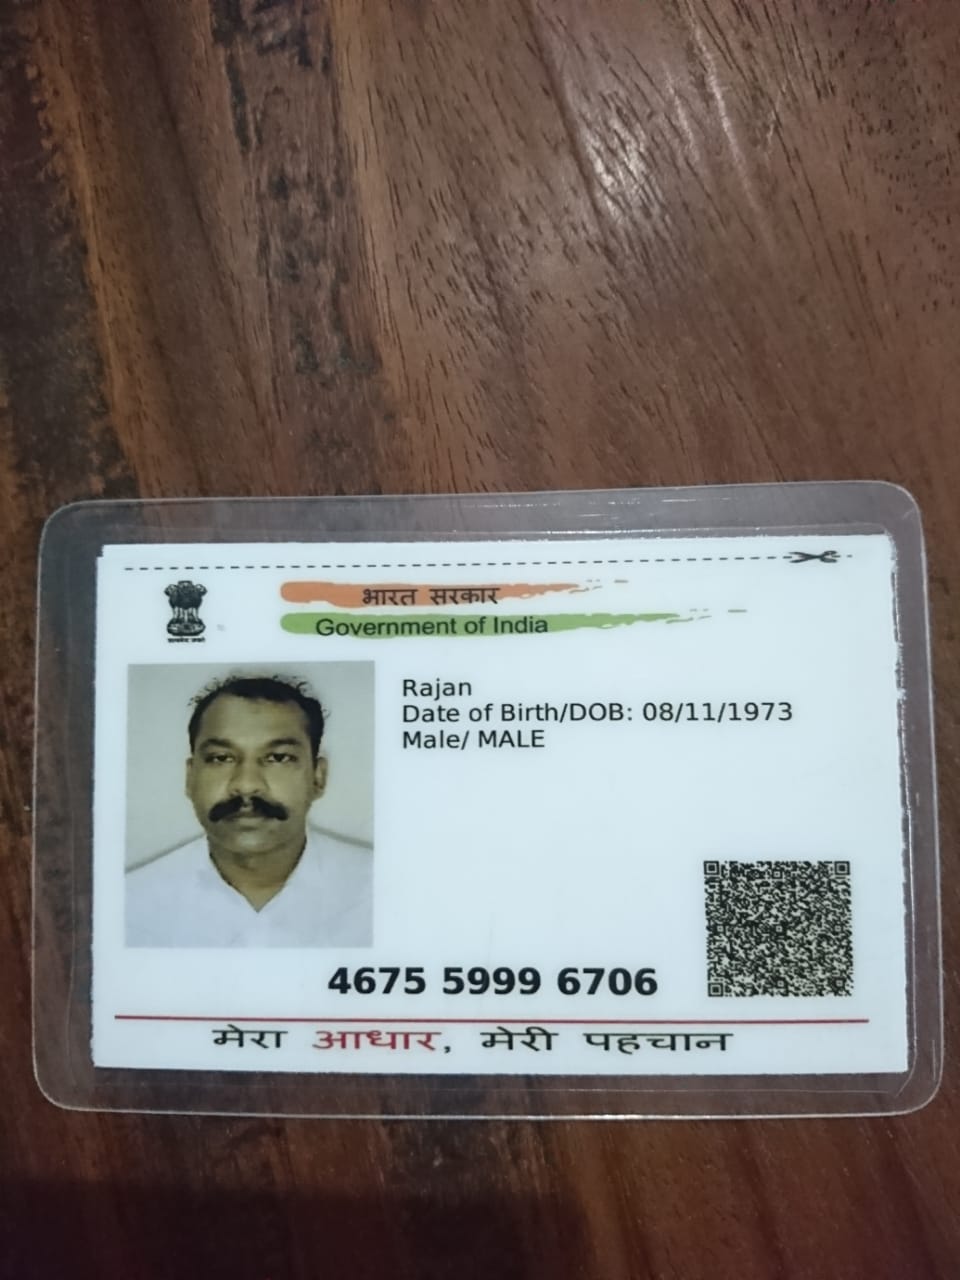 भारत सरकार
Government of India
Rajan
Date of Birth/DOB: 08/11/1973
Male/ MALE
4675 5999 6706
मेरा आधार, मेरी पहचान